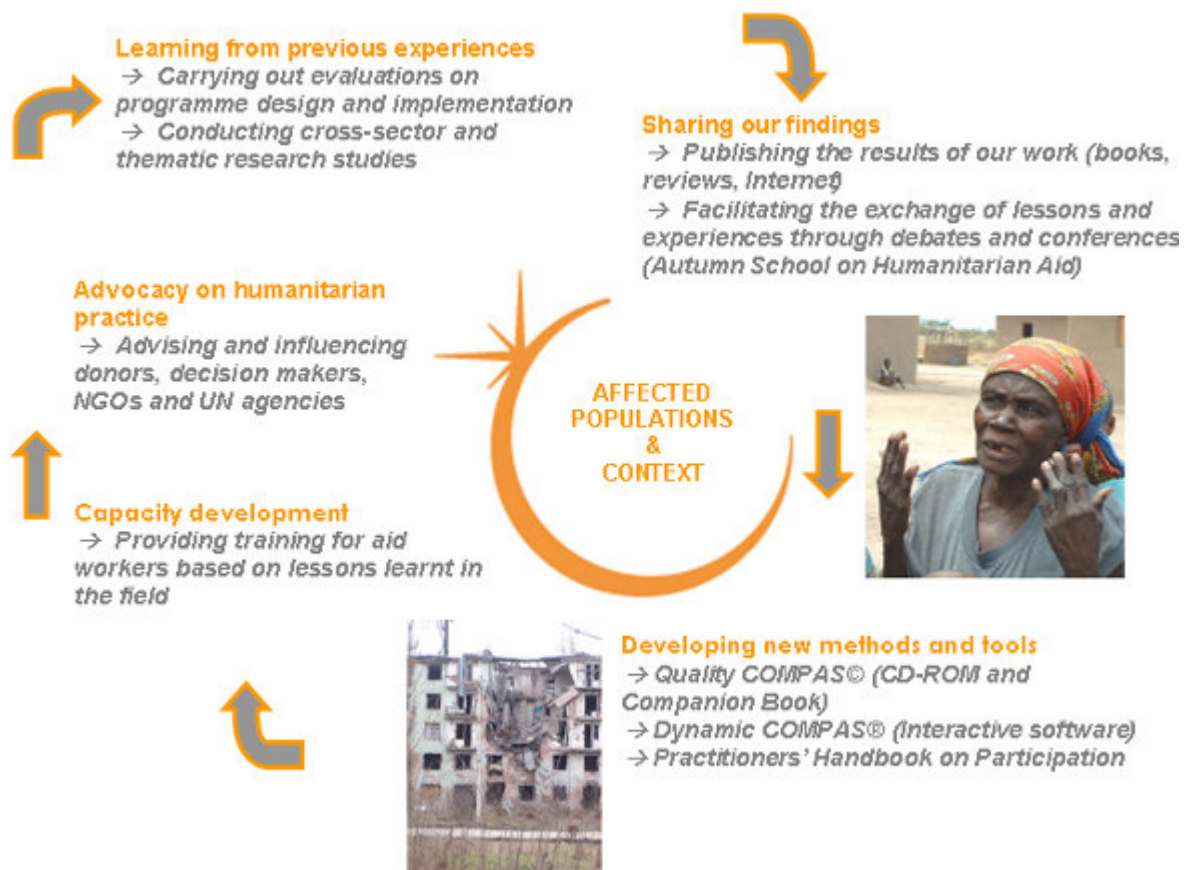 Learning from previous experiences
→ Carrying out evaluations on
programme design and implementation
→ Conducting cross-sector and
thematic research studies
Sharing our findings
→ Publishing the results of our work (books,
reviews, Internet)
→ Facilitating the exchange of lessons and
experiences through debates and conferences
(Autumn School on Humanitarian Aid)
Advocacy on humanitarian
practice
→ Advising and influencing
donors, decision makers,
NGOs and UN agencies
AFFECTED
POPULATIONS
&
CONTEXT
Capacity development
→ Providing training for aid
workers based on lessons learnt in
the field
Developing new methods and tools
→ Quality COMPAS© (CD-ROM and
Companion Book)
→ Dynamic COMPAS® (Interactive software)
→ Practitioners' Handbook on Participation